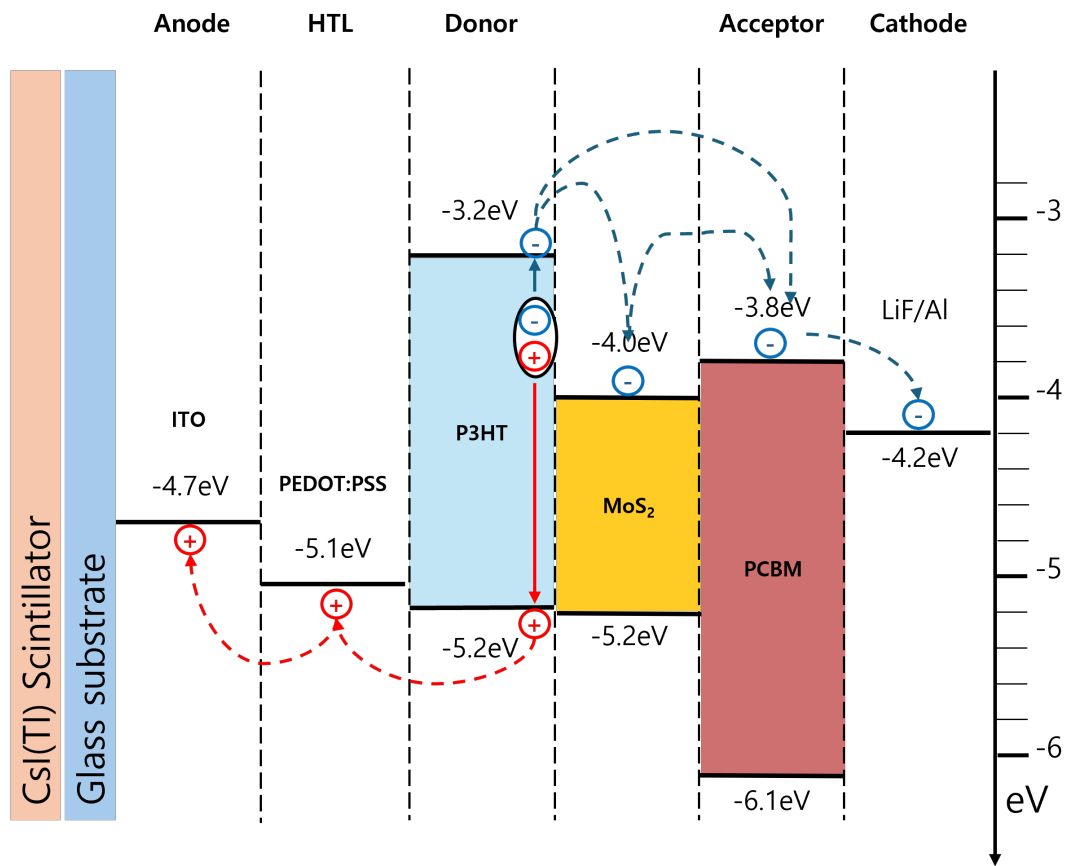 Anode
HTL
Donor
Acceptor
Cathode
-3.2eV
-3
-3.8eV
LiF/Al
-4.0eV
-4
ITO
P3HT
-4.2eV
-4.7eV
PEDOT:PSS
MoS₂
-5.1eV
PCBM
-5
-5.2eV
-5.2eV
-6
-6.1eV
eV
CsI(TI) Scintillator
Glass substrate
-
-
+
-
-
-
+
+
+